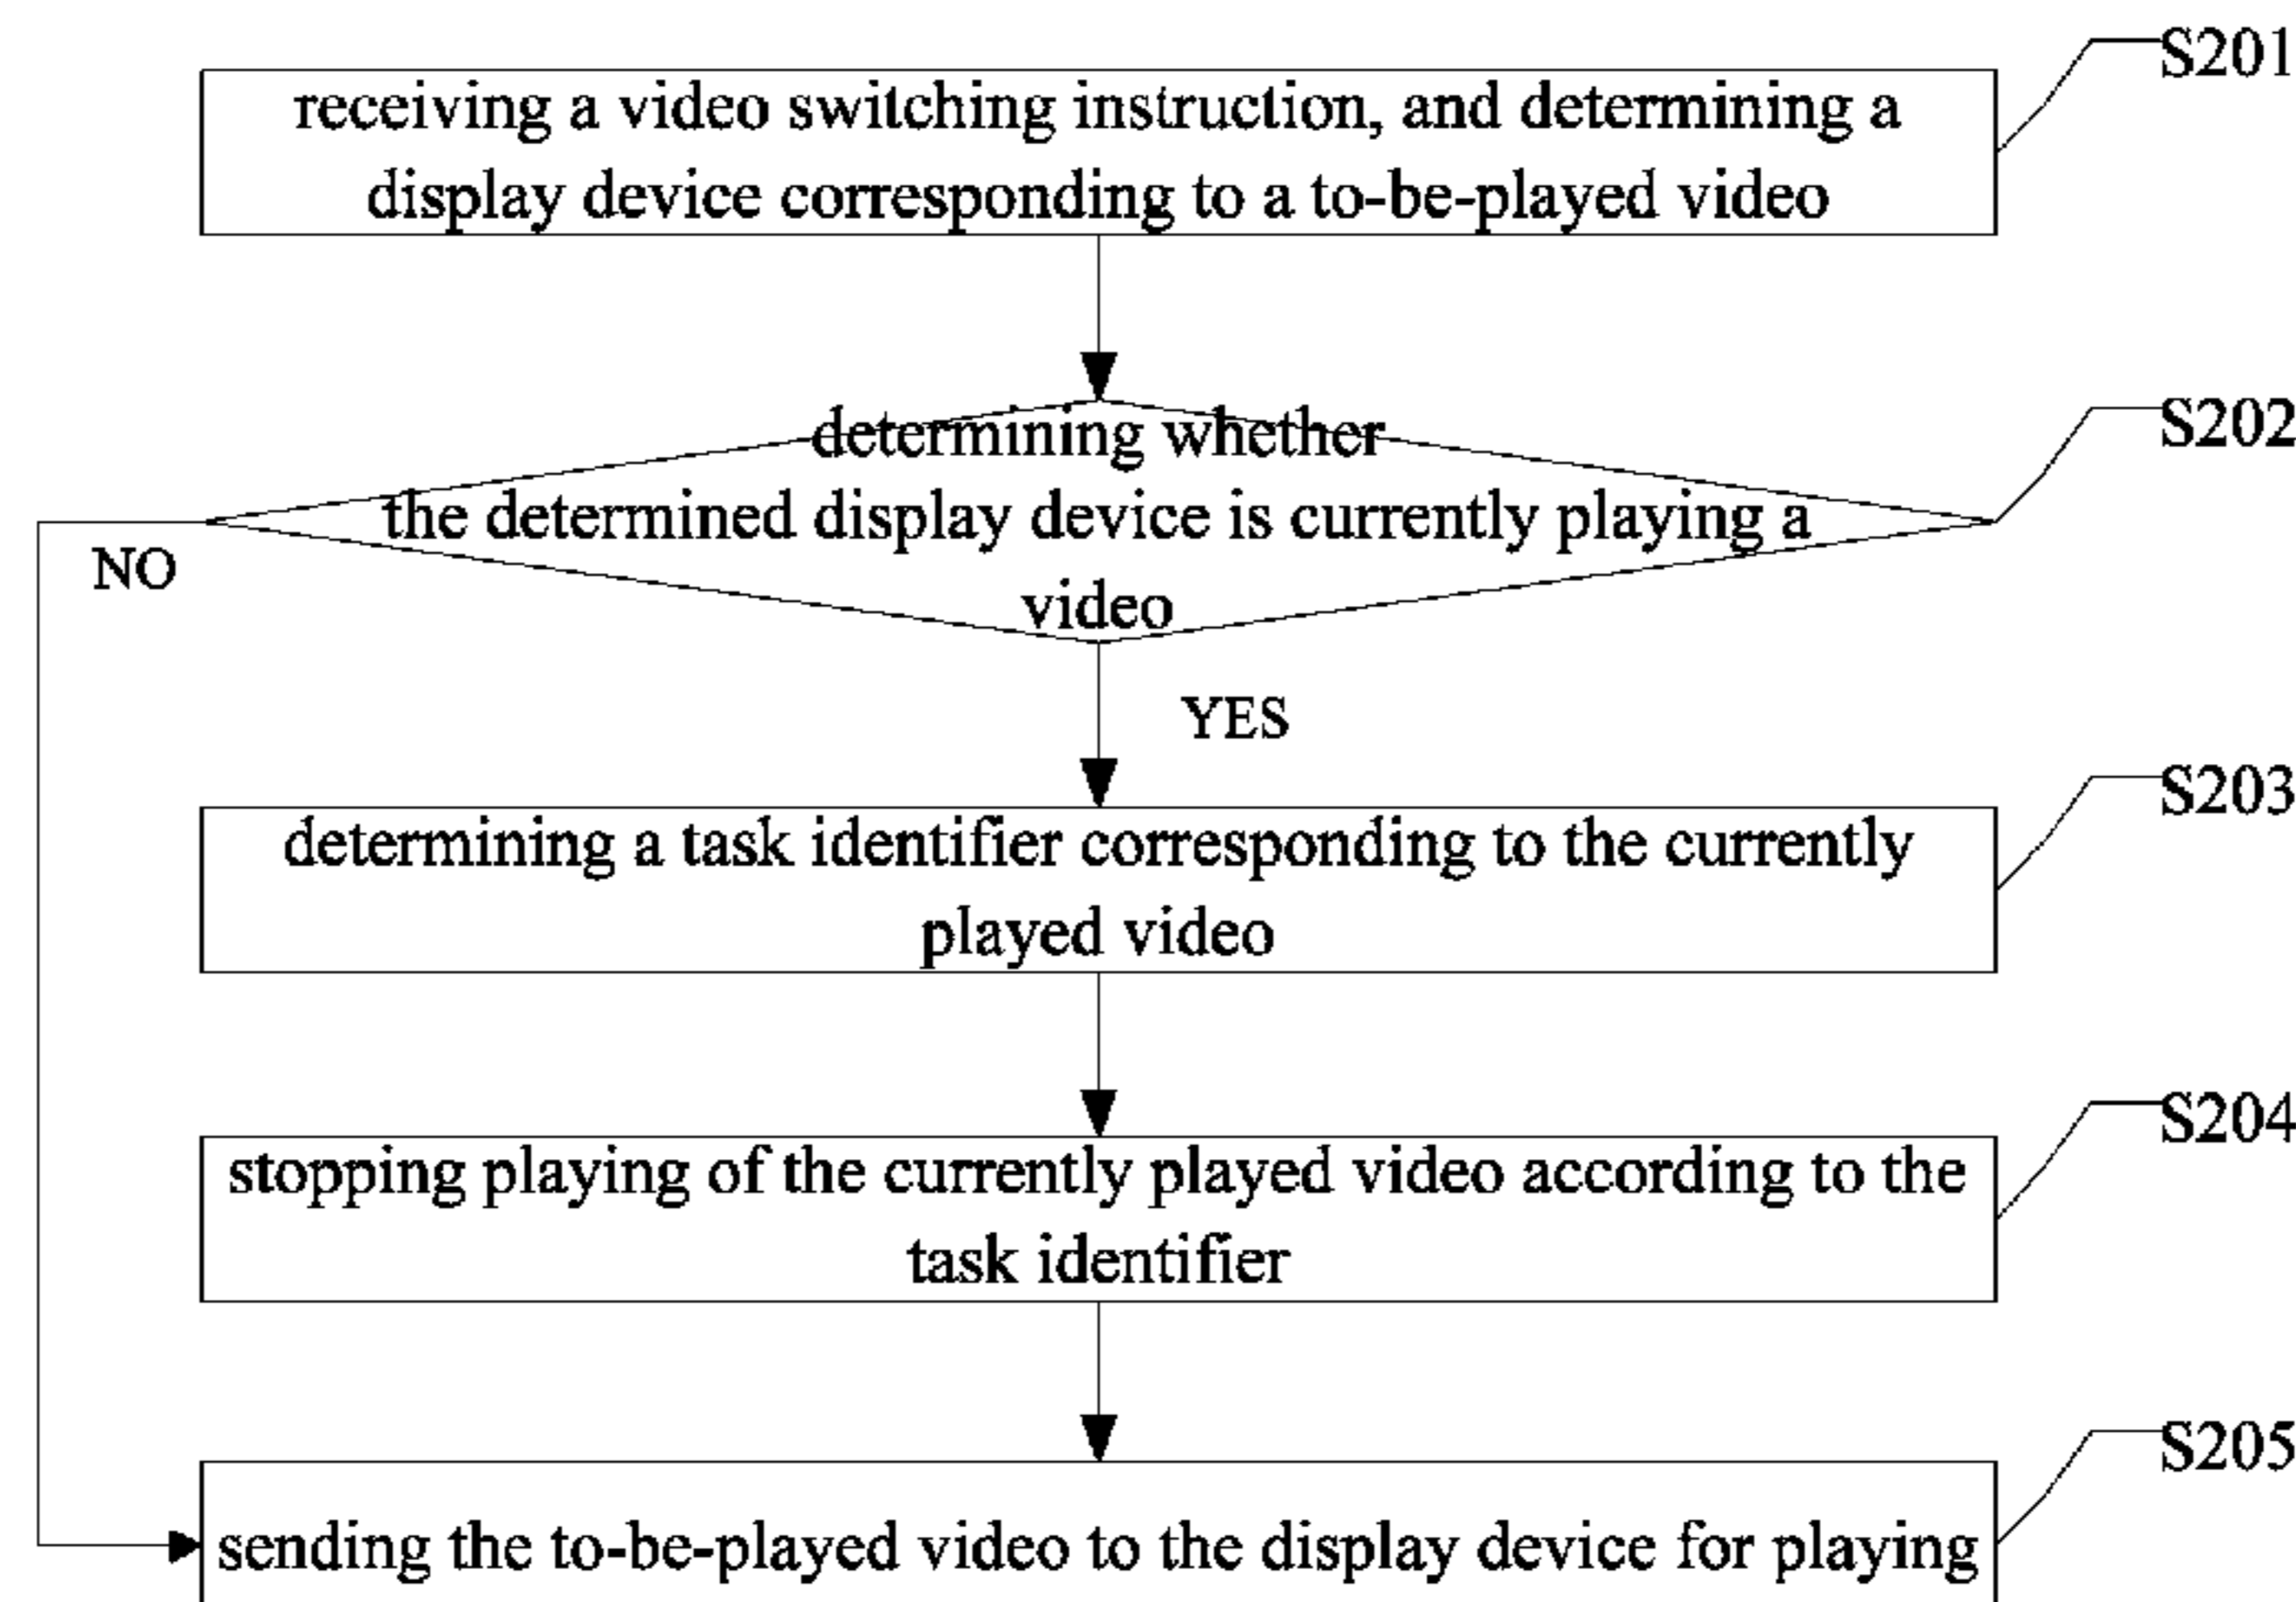 S201
receiving a video switching instruction, and determining a
display device corresponding to a to-be-played video
S202
determining whether
the determined display device is currently playing a
video
NO
YES
S203
determining a task identifier corresponding to the currently
played video
S204
stopping playing of the currently played video according to the
task identifier
S205
sending the to-be-played video to the display device for playing